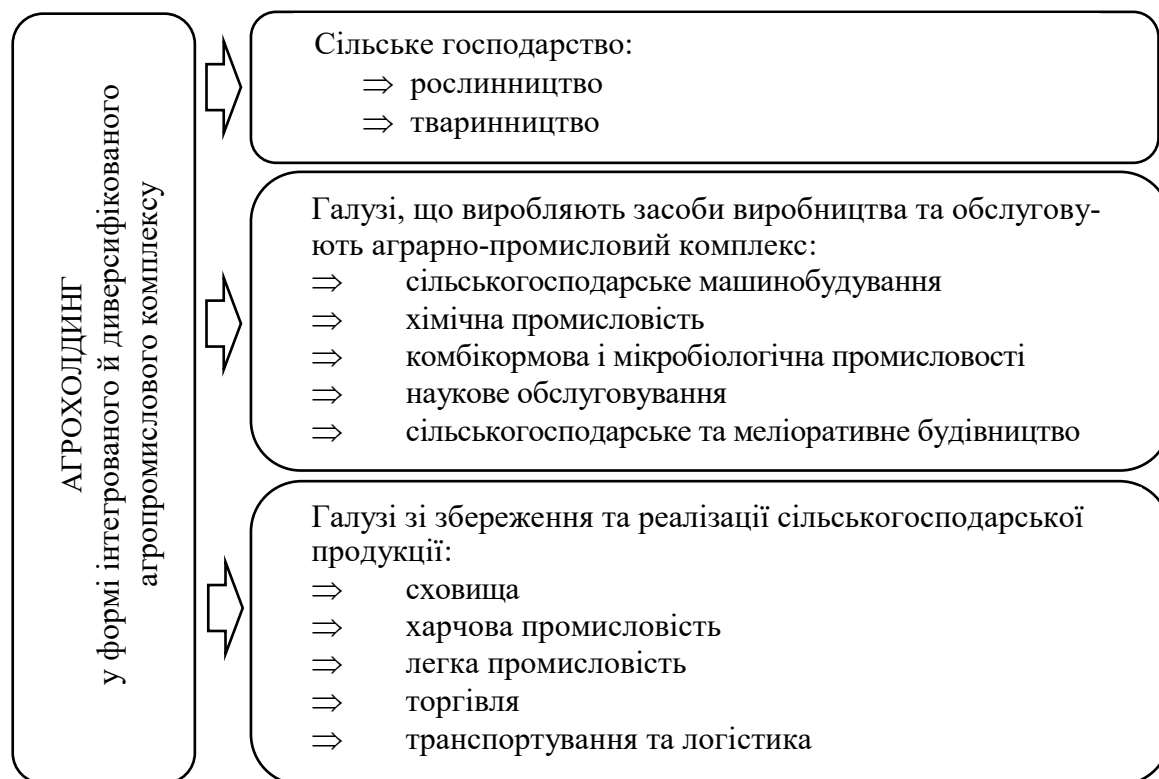 АГРОХОЛДИНГ
у формі інтегрованого й диверсифікованого
агропромислового комплексу
Сільське господарство:
⇒ рослинництво
⇒ тваринництво
Галузі, що виробляють засоби виробництва та обслугову-
ють аграрно-промисловий комплекс:
⇒ сільськогосподарське машинобудування
⇒ хімічна промисловість
⇒ комбікормова і мікробіологічна промисловості
⇒ наукове обслуговування
⇒ сільськогосподарське та меліоративне будівництво
Галузі зі збереження та реалізації сільськогосподарської
продукції:
⇒ сховища
⇒ харчова промисловість
⇒ легка промисловість
⇒ торгівля
⇒ транспортування та логістика